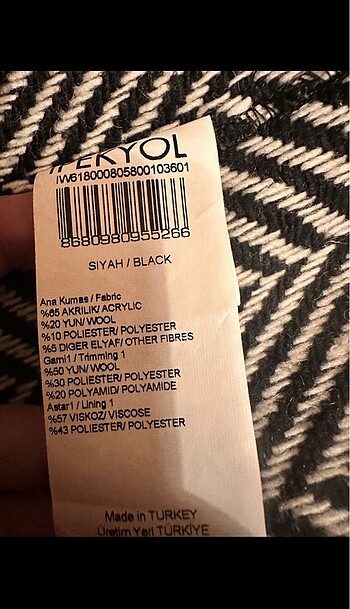 İPEKYOL
IW618000805800103601
8680980955266
SIYAH / BLACK
Ana Kumas / Fabric
%65 AKRILIK/ ACRYLIC
%20 YUN/ WOOL
%10 POLIESTER/ POLYESTER
%5 DIGER ELYAF/ OTHER FIBRES
Garni1 / Trimming 1
%50 YUN/ WOOL
%30 POLIESTER/ POLYESTER
%20 POLYAMID/ POLYAMIDE
Astar1 / Lining 1
%57 VISKOZ/ VISCOSE
%43 POLIESTER/ POLYESTER
Made in TURKEY
Üretim Yeri TÜRKİYE